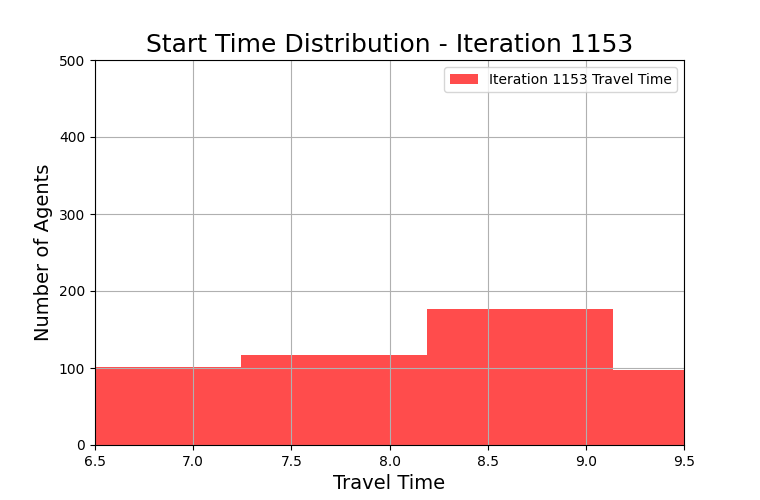 Start Time Distribution - Iteration 1153
Iteration 1153 Travel Time
Number of Agents
500
400
300
200
100
0
6.5 7.0 7.5 8.0 8.5 9.0 9.5
Travel Time